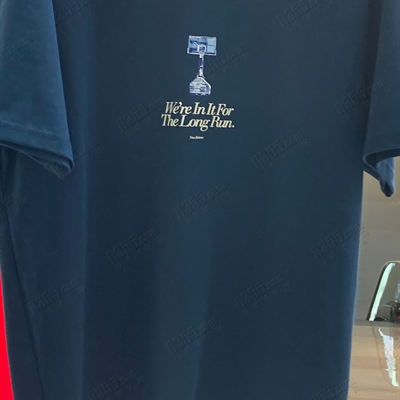 We're In It For
The Long Run.